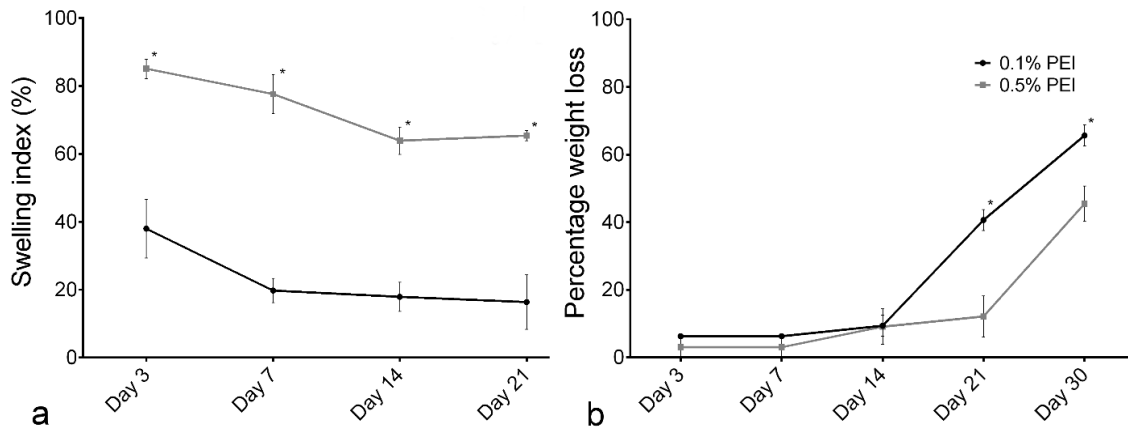 Swelling index (%)
100
80
60
40
20
0
*
*
*
*
Day 3
Day 7
Day 14
Day 21
a
Percentage weight loss
100
80
60
40
20
0
0.1% PEI
0.5% PEI
*
*
Day 3
Day 7
Day 14
Day 21
Day 30
b